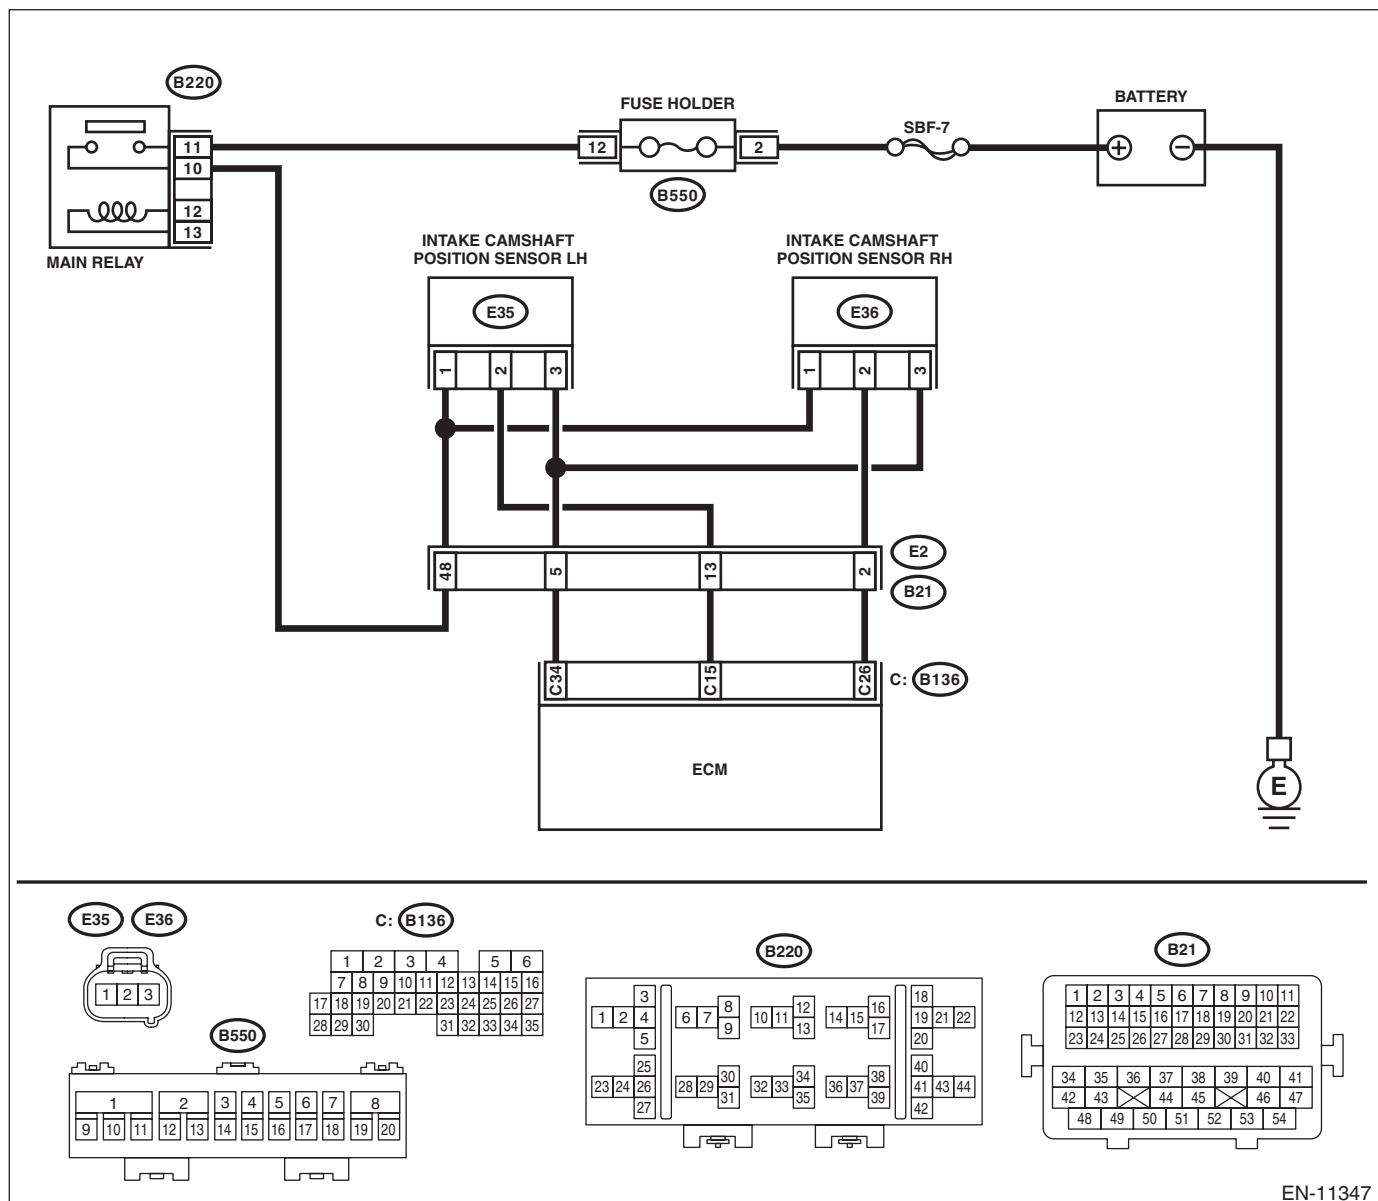 B220
FUSE HOLDER
SBF-7
BATTERY
11
12
2
+
−
10
B550
12
13
MAIN RELAY
INTAKE CAMSHAFT
POSITION SENSOR LH
INTAKE CAMSHAFT
POSITION SENSOR RH
E35
E36
1 2 3
1 2 3
E2
48 5 13 2
B21
C34 C15 C26
C: B136
ECM
E
E35 E36
1 2 3
C: B136
1 2 3 4 5 6
7 8 9 10 11 12 13 14 15 16
17 18 19 20 21 22 23 24 25 26 27
28 29 30 31 32 33 34 35
B550
1 2 3 4 5 6 7 8
9 10 11 12 13 14 15 16 17 18 19 20
B220
3 8 12 16 18
1 2 4 6 7 10 11 14 15 19 21 22
5 9 13 17 20
25 30 34 38 40
23 24 26 28 29 32 33 36 37 41 43 44
27 31 35 39 42
B21
1 2 3 4 5 6 7 8 9 10 11
12 13 14 15 16 17 18 19 20 21 22
23 24 25 26 27 28 29 30 31 32 33
34 35 36 37 38 39 40 41
42 43 44 45 46 47
48 49 50 51 52 53 54
EN-11347